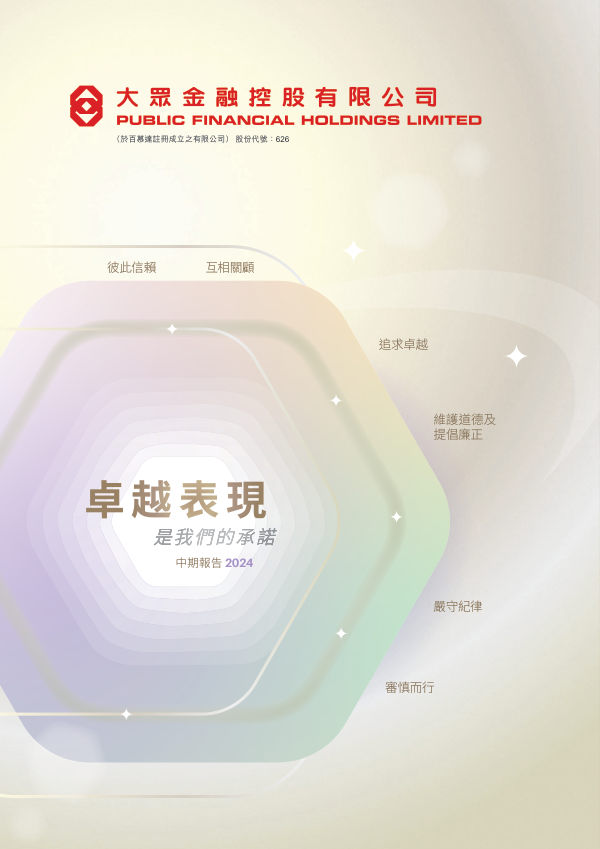 大眾金融控股有限公司
PUBLIC FINANCIAL HOLDINGS LIMITED
（於百慕達註冊成立之有限公司） 股份代號：626
彼此信賴 互相關顧
追求卓越
維護道德及
提倡廉正
卓越表現
是我們的承諾
中期報告 2024
嚴守紀律
審慎而行